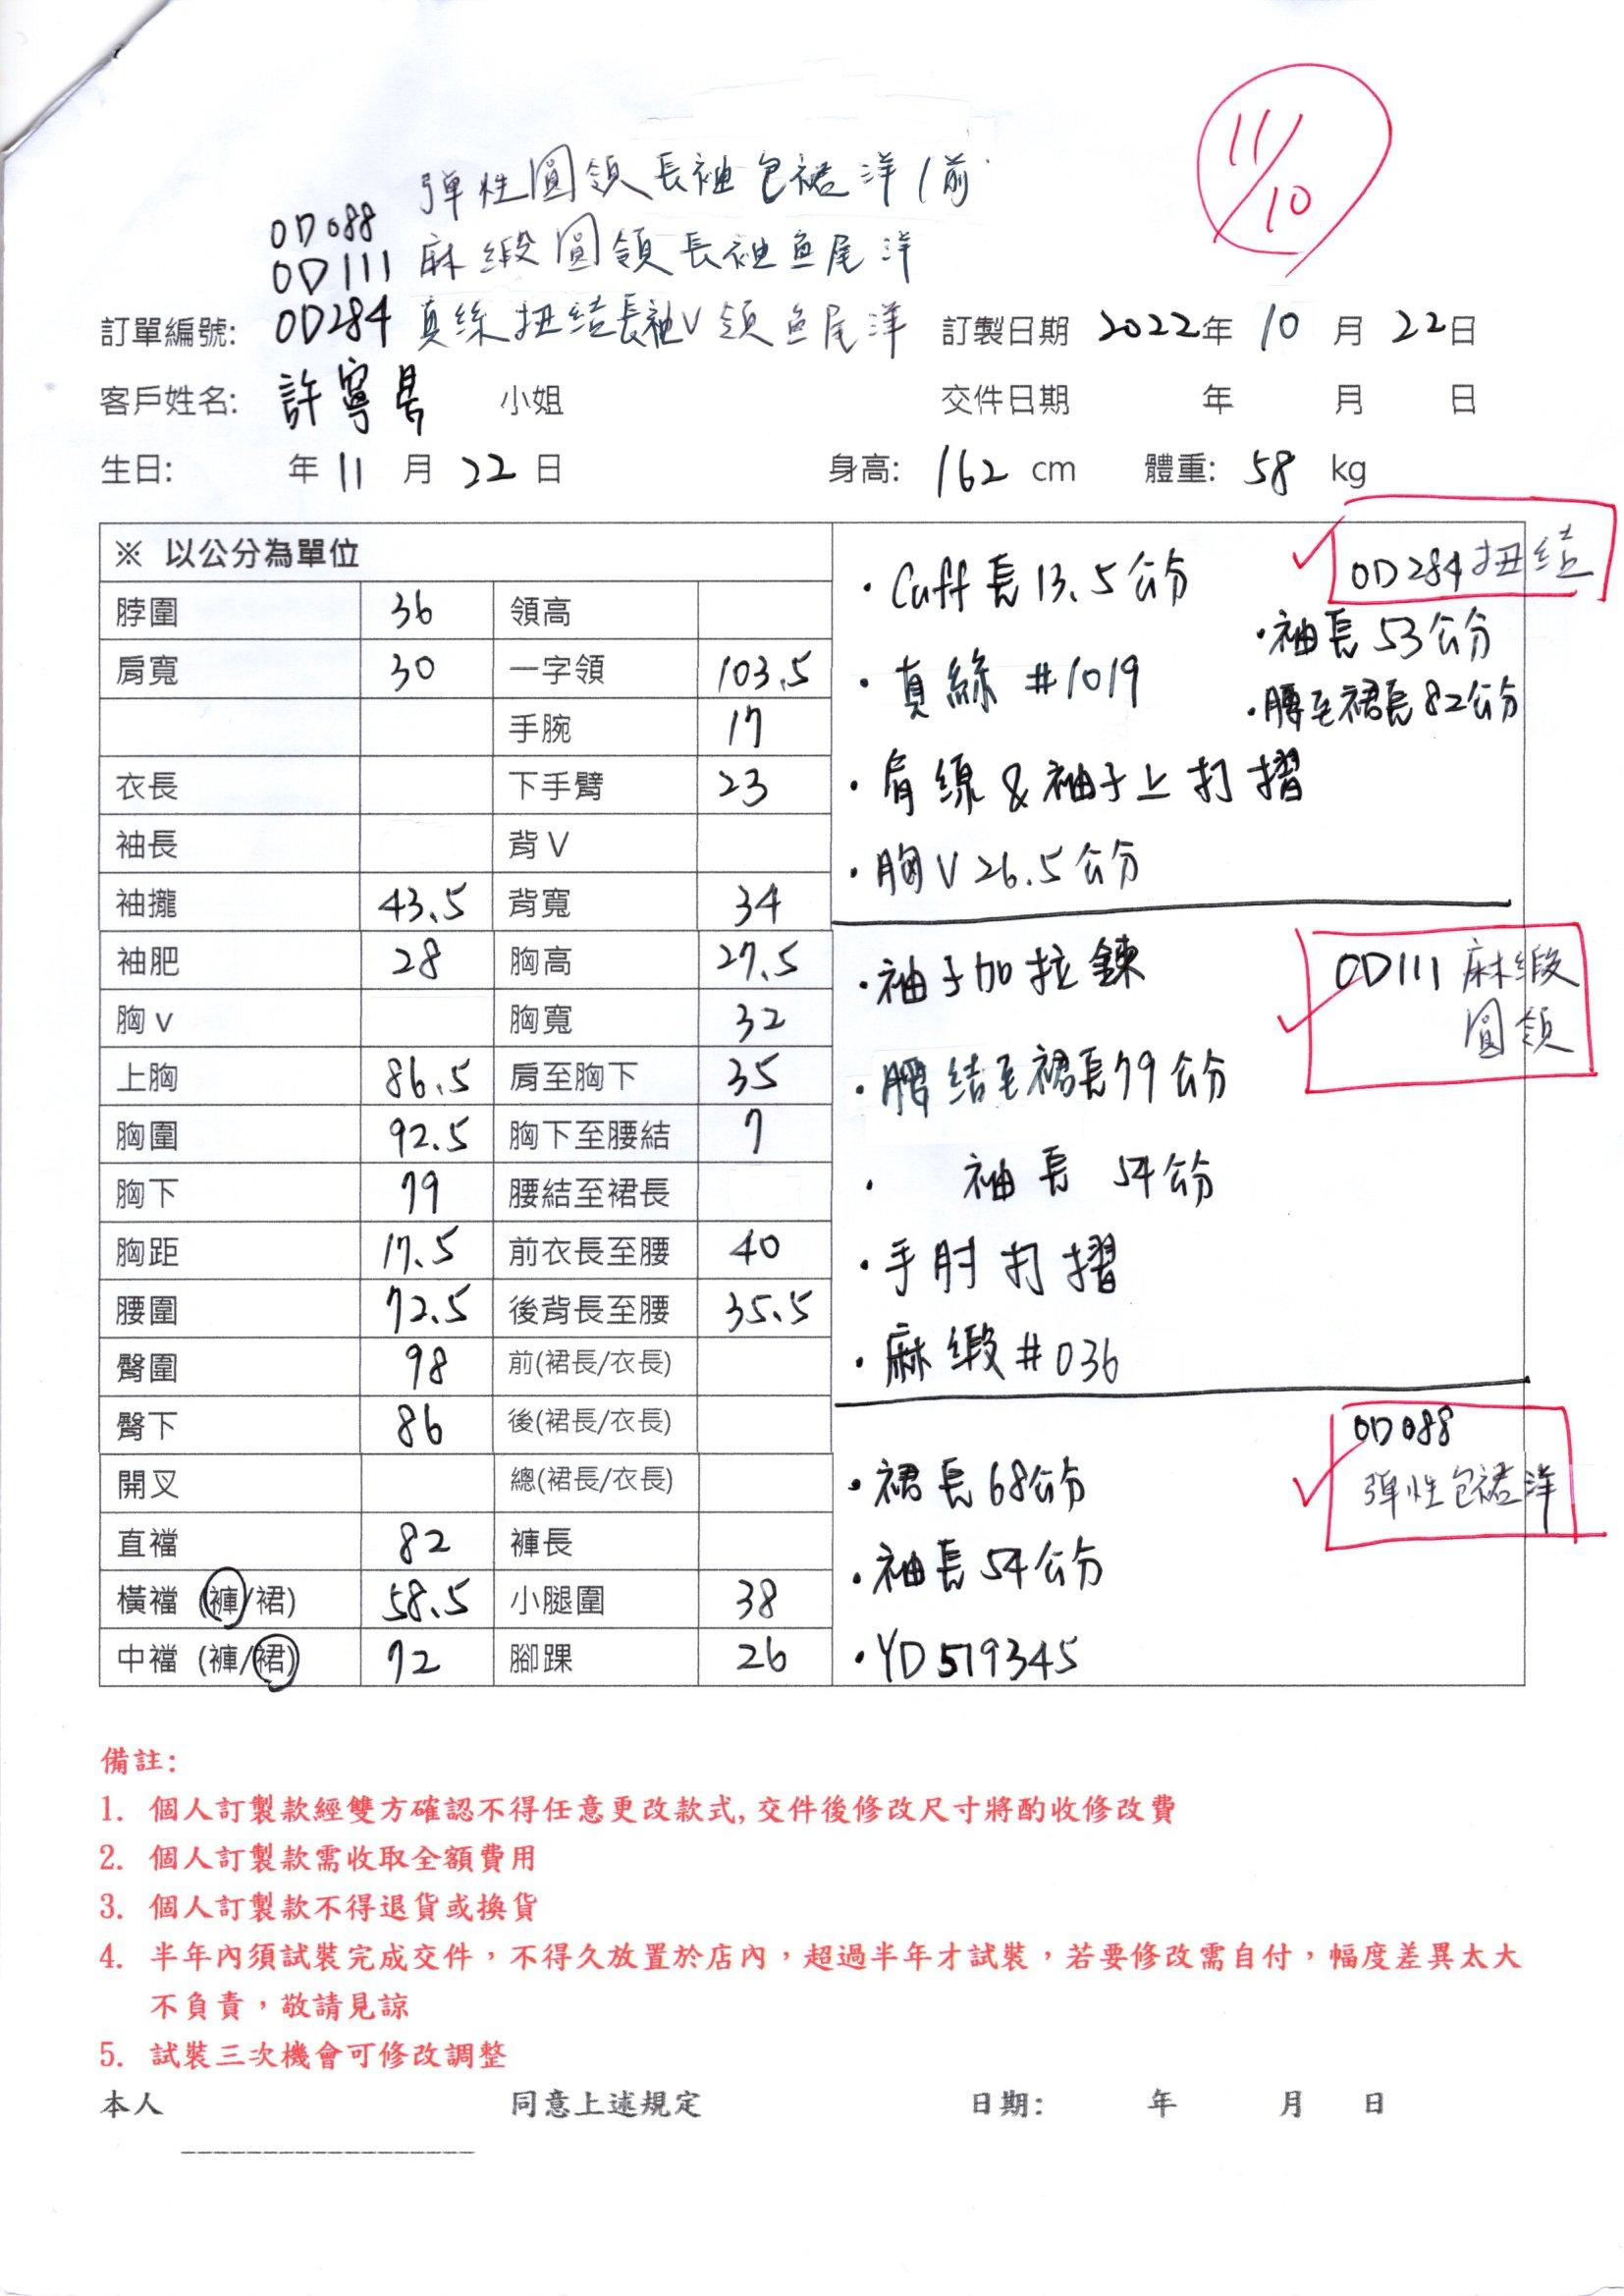 11/10
OD088 彈性圓領長袖包裙洋/前
OD111 麻緞圓領長袖魚尾洋
訂單編號: OD284 真絲扭結長袖V領魚尾洋 訂製日期 2022年 10 月 22日
客戶姓名: 許寧 小姐 交件日期 年 月 日
生日: 年 11 月 22 日 身高: 162 cm 體重: 58 kg
※ 以公分為單位
脖圍 36 領高
肩寬 30 一字領 103.5
手腕 17
衣長 下手臂 23
袖長 背V
袖攏 43.5 背寬 34
袖肥 28 胸高 27.5
胸v 胸寬 32
上胸 86.5 肩至胸下 35
胸圍 92.5 胸下至腰結 7
胸下 79 腰結至裙長
胸距 17.5 前衣長至腰 40
腰圍 72.5 後背長至腰 35.5
臀圍 98 前(裙長/衣長)
臀下 86 後(裙長/衣長)
開叉 總(裙長/衣長)
直襠 82 褲長
橫襠 (褲/裙) 58.5 小腿圍 38
中襠 (褲/裙) 72 腳踝 26
OD284扭結
・Cuff長13.5公分
・袖長53公分
・真絲 #1019
・腰至裙長82公分
・肩線&袖子上打摺
・胸V26.5公分
OD111 麻緞
圓領
・袖子加拉鍊
・腰結至裙長79公分
・ 袖長 54公分
・手肘打摺
・麻緞#036
OD088
彈性包裙洋
・裙長68公分
・袖長54公分
・YD519345
備註:
1. 個人訂製款經雙方確認不得任意更改款式,交件後修改尺寸將酌收修改費
2. 個人訂製款需收取全額費用
3. 個人訂製款不得退貨或換貨
4. 半年內須試裝完成交件，不得久放置於店內，超過半年才試裝，若要修改需自付，幅度差異太大
不負責，敬請見諒
5. 試裝三次機會可修改調整
本人 同意上述規定 日期: 年 月 日